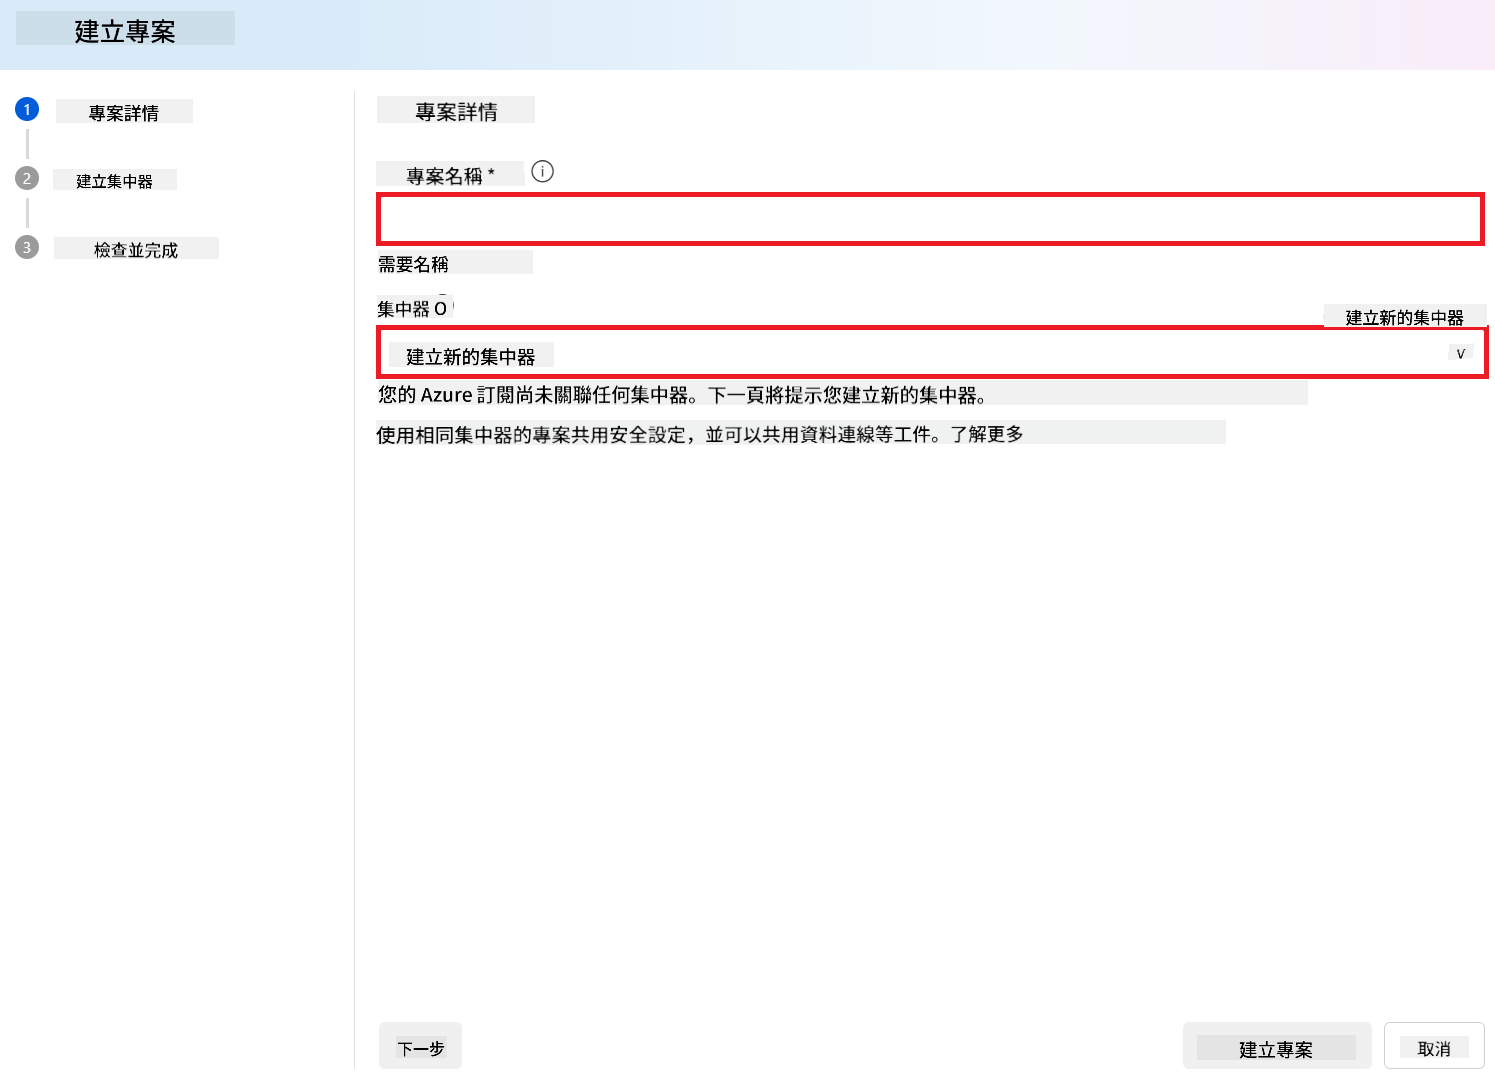 建立專案
1 專案詳情
2 建立集中器
3 檢查並完成
專案詳情
專案名稱 *
需要名稱
集中器 O
建立新的集中器
建立新的集中器
v
您的 Azure 訂閱尚未關聯任何集中器。下一頁將提示您建立新的集中器。
使用相同集中器的專案共用安全設定，並可以共用資料連線等工件。了解更多
下一步
建立專案
取消